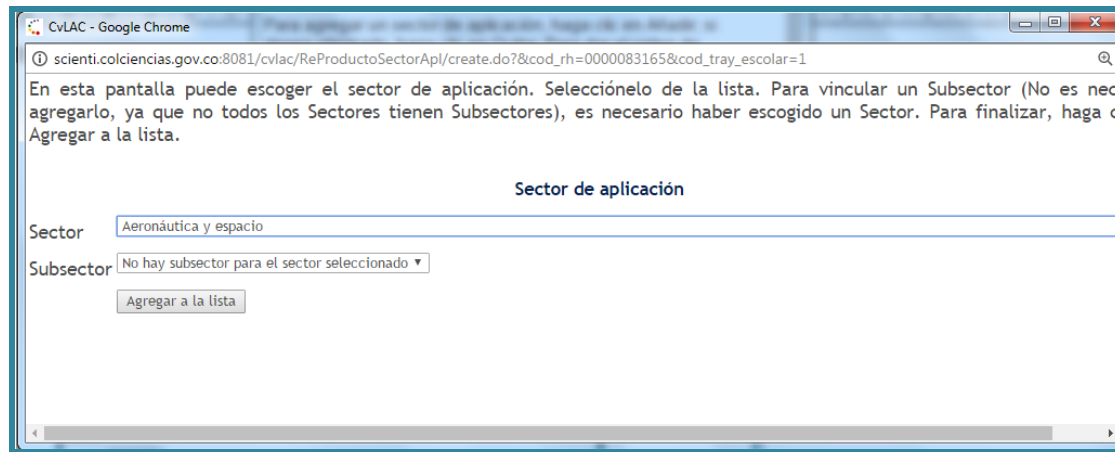 CvLAC - Google Chrome
scienti.colciencias.gov.co:8081/cvlac/ReProductoSectorApl/create.do?&cod_rh=0000083165&cod_tray_escolar=1
En esta pantalla puede escoger el sector de aplicación. Selecciónelo de la lista. Para vincular un Subsector (No es nec
agregarlo, ya que no todos los Sectores tienen Subsectores), es necesario haber escogido un Sector. Para finalizar, haga c
Agregar a la lista.
Sector de aplicación
Sector Aeronáutica y espacio
Subsector No hay subsector para el sector seleccionado
Agregar a la lista